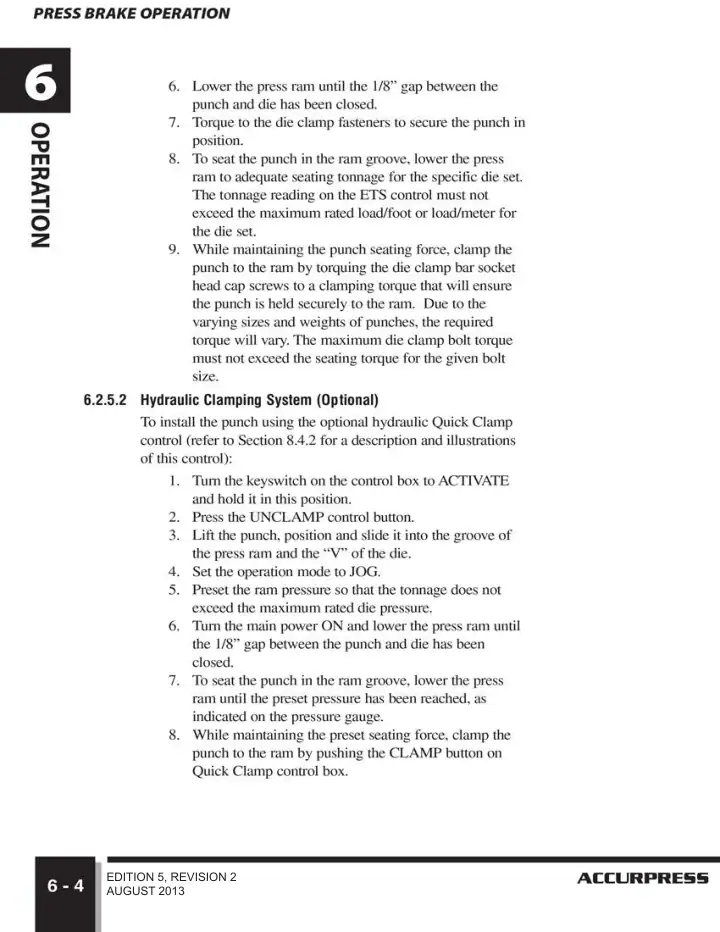 PRESS BRAKE OPERATION
6
OPERATION
6. Lower the press ram until the 1/8” gap between the
punch and die has been closed.
7. Torque to the die clamp fasteners to secure the punch in
position.
8. To seat the punch in the ram groove, lower the press
ram to adequate seating tonnage for the specific die set.
The tonnage reading on the ETS control must not
exceed the maximum rated load/foot or load/meter for
the die set.
9. While maintaining the punch seating force, clamp the
punch to the ram by torquing the die clamp bar socket
head cap screws to a clamping torque that will ensure
the punch is held securely to the ram. Due to the
varying sizes and weights of punches, the required
torque will vary. The maximum die clamp bolt torque
must not exceed the seating torque for the given bolt
size.
6.2.5.2 Hydraulic Clamping System (Optional)
To install the punch using the optional hydraulic Quick Clamp
control (refer to Section 8.4.2 for a description and illustrations
of this control):
1. Turn the keyswitch on the control box to ACTIVATE
and hold it in this position.
2. Press the UNCLAMP control button.
3. Lift the punch, position and slide it into the groove of
the press ram and the “V” of the die.
4. Set the operation mode to JOG.
5. Preset the ram pressure so that the tonnage does not
exceed the maximum rated die pressure.
6. Turn the main power ON and lower the press ram until
the 1/8” gap between the punch and die has been
closed.
7. To seat the punch in the ram groove, lower the press
ram until the preset pressure has been reached, as
indicated on the pressure gauge.
8. While maintaining the preset seating force, clamp the
punch to the ram by pushing the CLAMP button on
Quick Clamp control box.
6 - 4
EDITION 5, REVISION 2
AUGUST 2013
ACCURPRESS